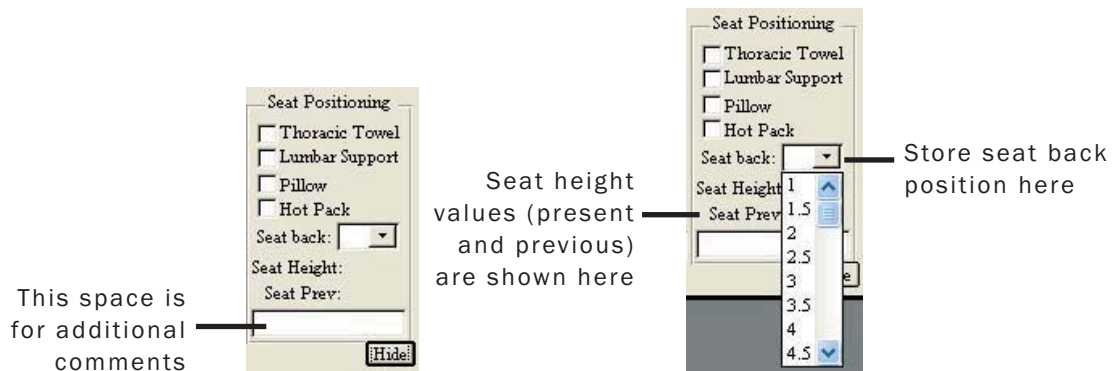 Seat Positioning
Thoracic Towel
Lumbar Support
Pillow
Hot Pack
Seat back:
Seat Height:
Seat Prev:
Hide
This space is
for additional
comments
Seat Positioning
Thoracic Towel
Lumbar Support
Pillow
Hot Pack
Seat back:
Seat Height
Seat Prev
1
1.5
2
2.5
3
3.5
4
4.5
e
Seat height
values (present
and previous)
are shown here
Store seat back
position here